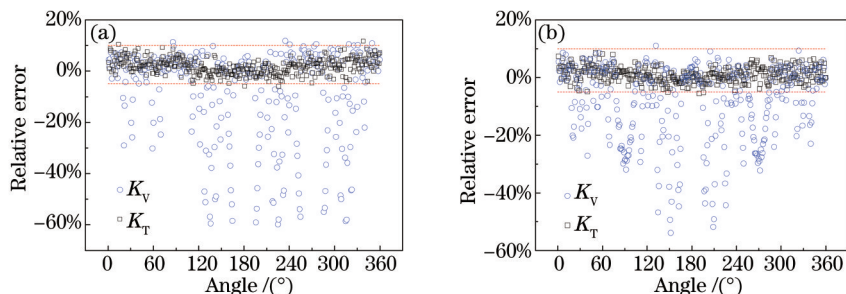 (a)
Relative error
20%
10%
0%
−20%
−40%
−60%
K_V
K_T
0 60 120 180 240 300 360
Angle /(°)
(b)
Relative error
20%
0%
−20%
−40%
−60%
K_V
K_T
0 60 120 180 240 300 360
Angle /(°)